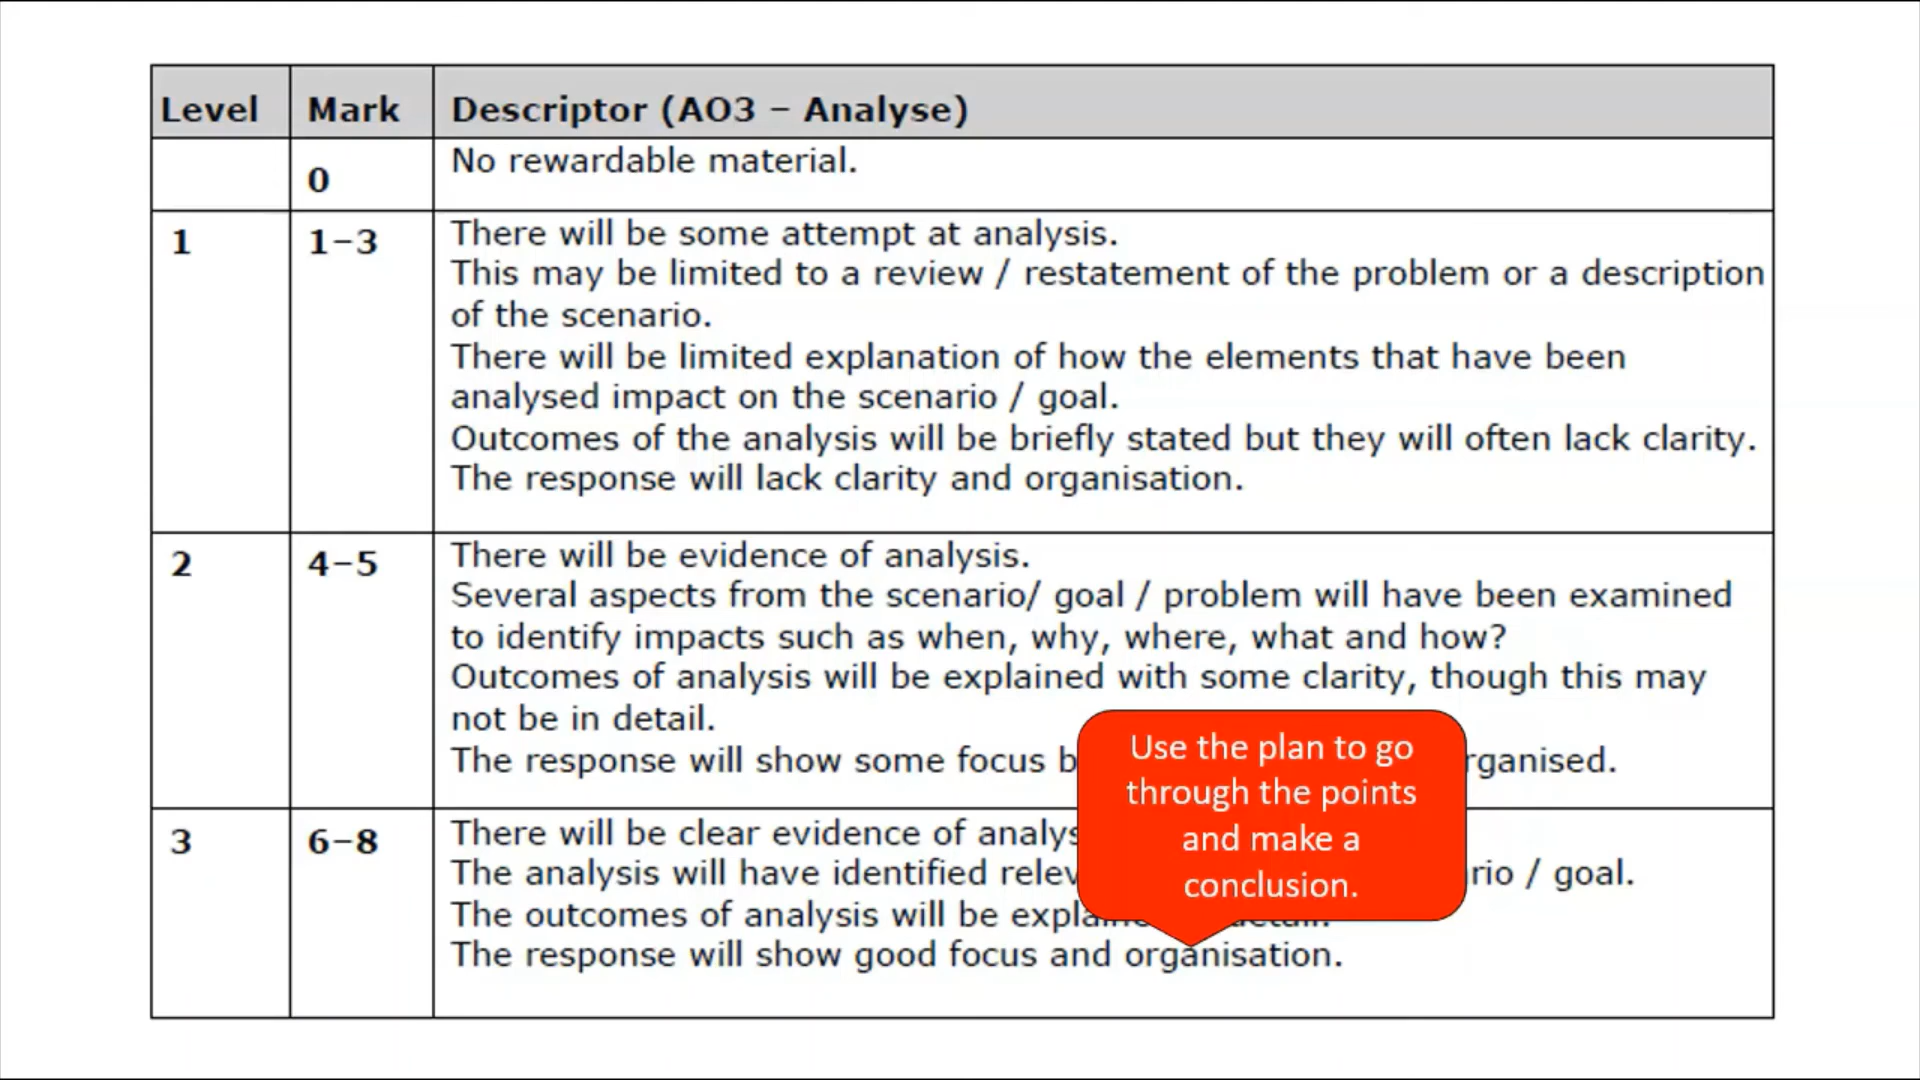 Level Mark Descriptor (AO3 – Analyse)
0 No rewardable material.
1 1–3 There will be some attempt at analysis.
This may be limited to a review / restatement of the problem or a description
of the scenario.
There will be limited explanation of how the elements that have been
analysed impact on the scenario / goal.
Outcomes of the analysis will be briefly stated but they will often lack clarity.
The response will lack clarity and organisation.
2 4–5 There will be evidence of analysis.
Several aspects from the scenario/ goal / problem will have been examined
to identify impacts such as when, why, where, what and how?
Outcomes of analysis will be explained with some clarity, though this may
not be in detail.
The response will show some focus
3 6–8 There will be clear evidence of
The analysis will have identified / goal.
The outcomes of analysis will be
The response will show good focus and organisation.
Use the plan to go
through the points
and make a
conclusion.